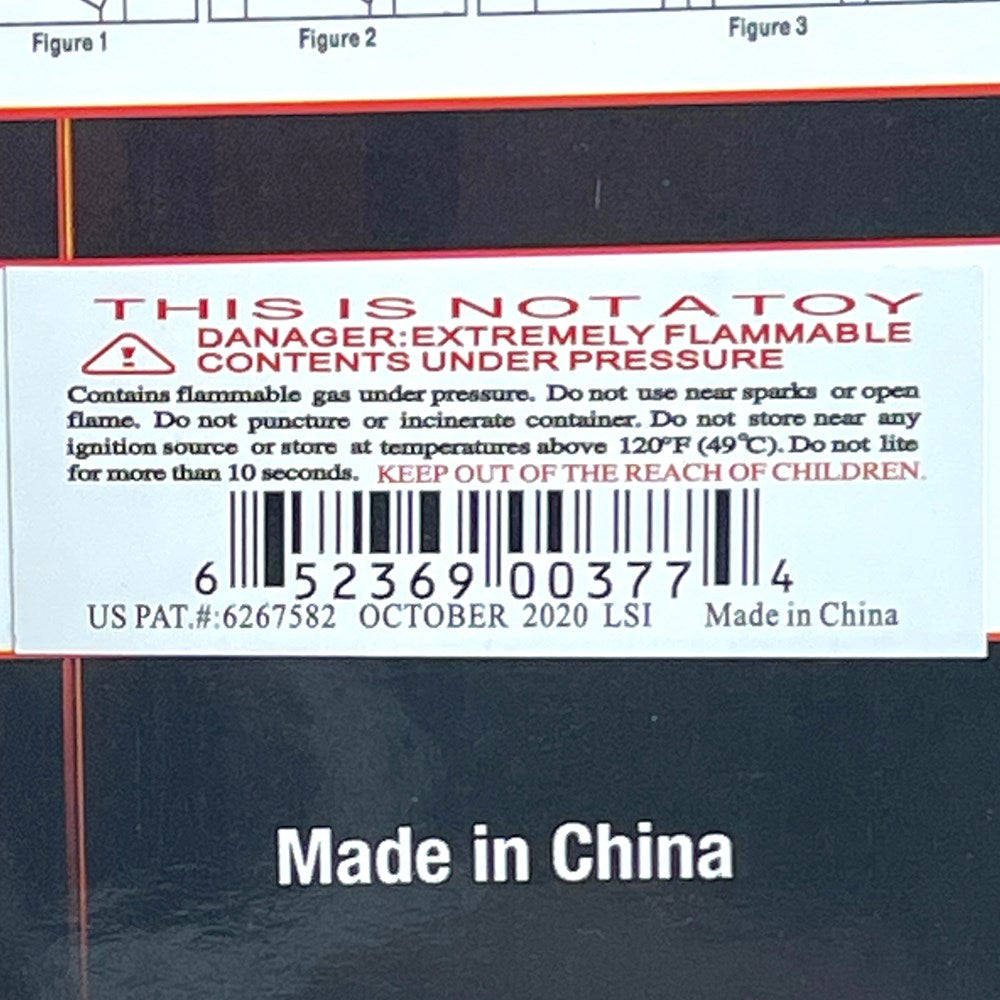 Figure 1 Figure 2 Figure 3
THIS IS NOT A TOY
DANAGER:EXTREMELY FLAMMABLE
CONTENTS UNDER PRESSURE
Contains flammable gas under pressure. Do not use near sparks or open
flame. Do not puncture or incinerate container. Do not store near any
ignition source or store at temperatures above 120°F (49°C). Do not lite
for more than 10 seconds. KEEP OUT OF THE REACH OF CHILDREN.
6 52369 00377 4
US PAT.#:6267582 OCTOBER 2020 LSI Made in China
Made in China